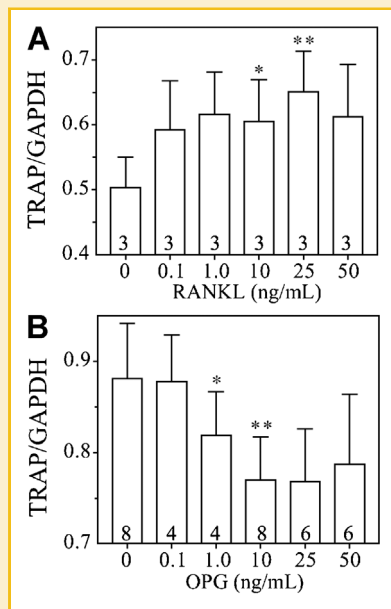 A
TRAP/GAPDH
0.7
0.6
0.5
0.4
* **
3 3 3 3 3 3
0 0.1 1.0 10 25 50
RANKL (ng/mL)
B
TRAP/GAPDH
0.9
0.8
0.7
* **
8 4 4 8 6 6
0 0.1 1.0 10 25 50
OPG (ng/mL)